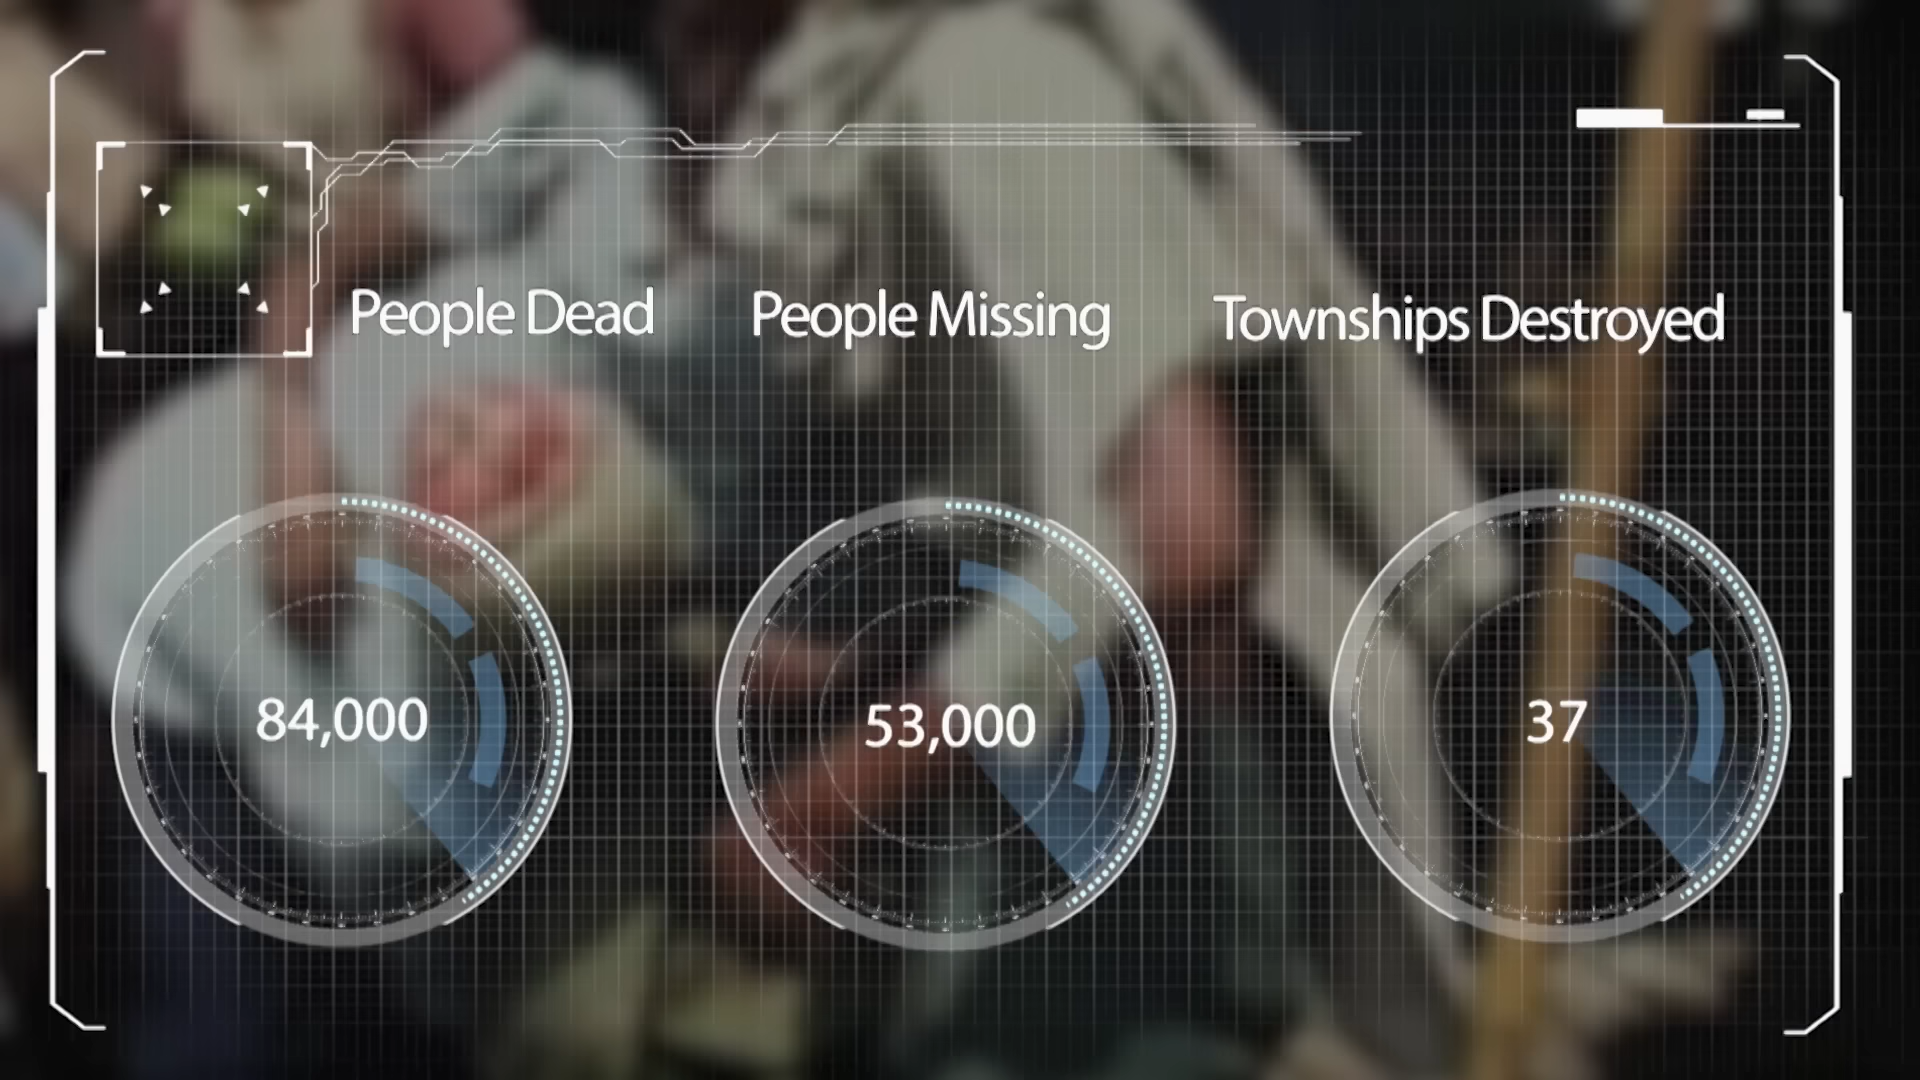 People Dead
People Missing
Townships Destroyed
84,000
53,000
37